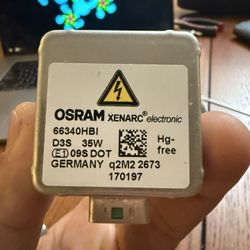 OSRAM XENARC® electronic
66340HBI
D3S 35W
Hg-free
E1 09S DOT
GERMANY q2M2 2673
170197